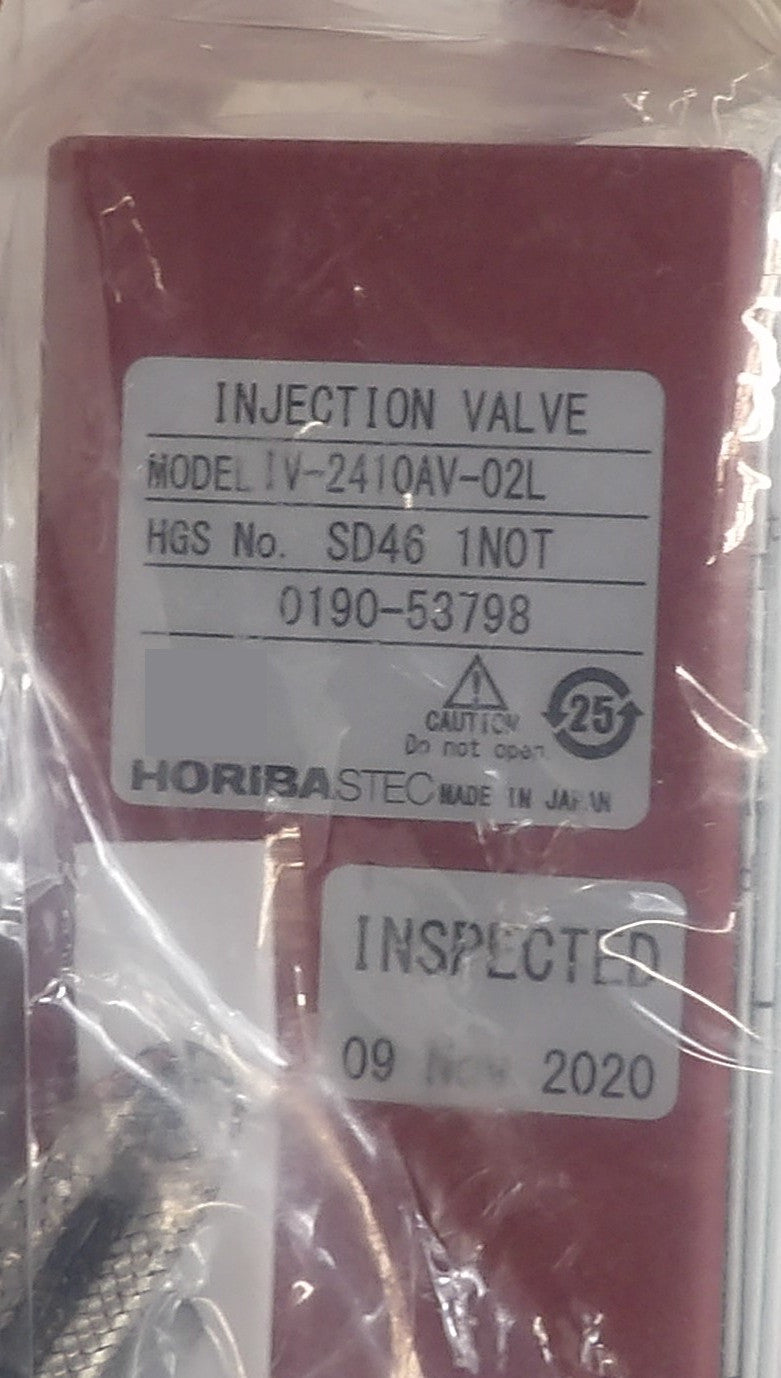 INJECTION VALVE
MODEL IV-2410AV-02L
HGS No. SD46 1NOT
0190-53798
CAUTION
Do not open
25
HORIBASTEC MADE IN JAPAN
INSPECTED
09 Nov 2020